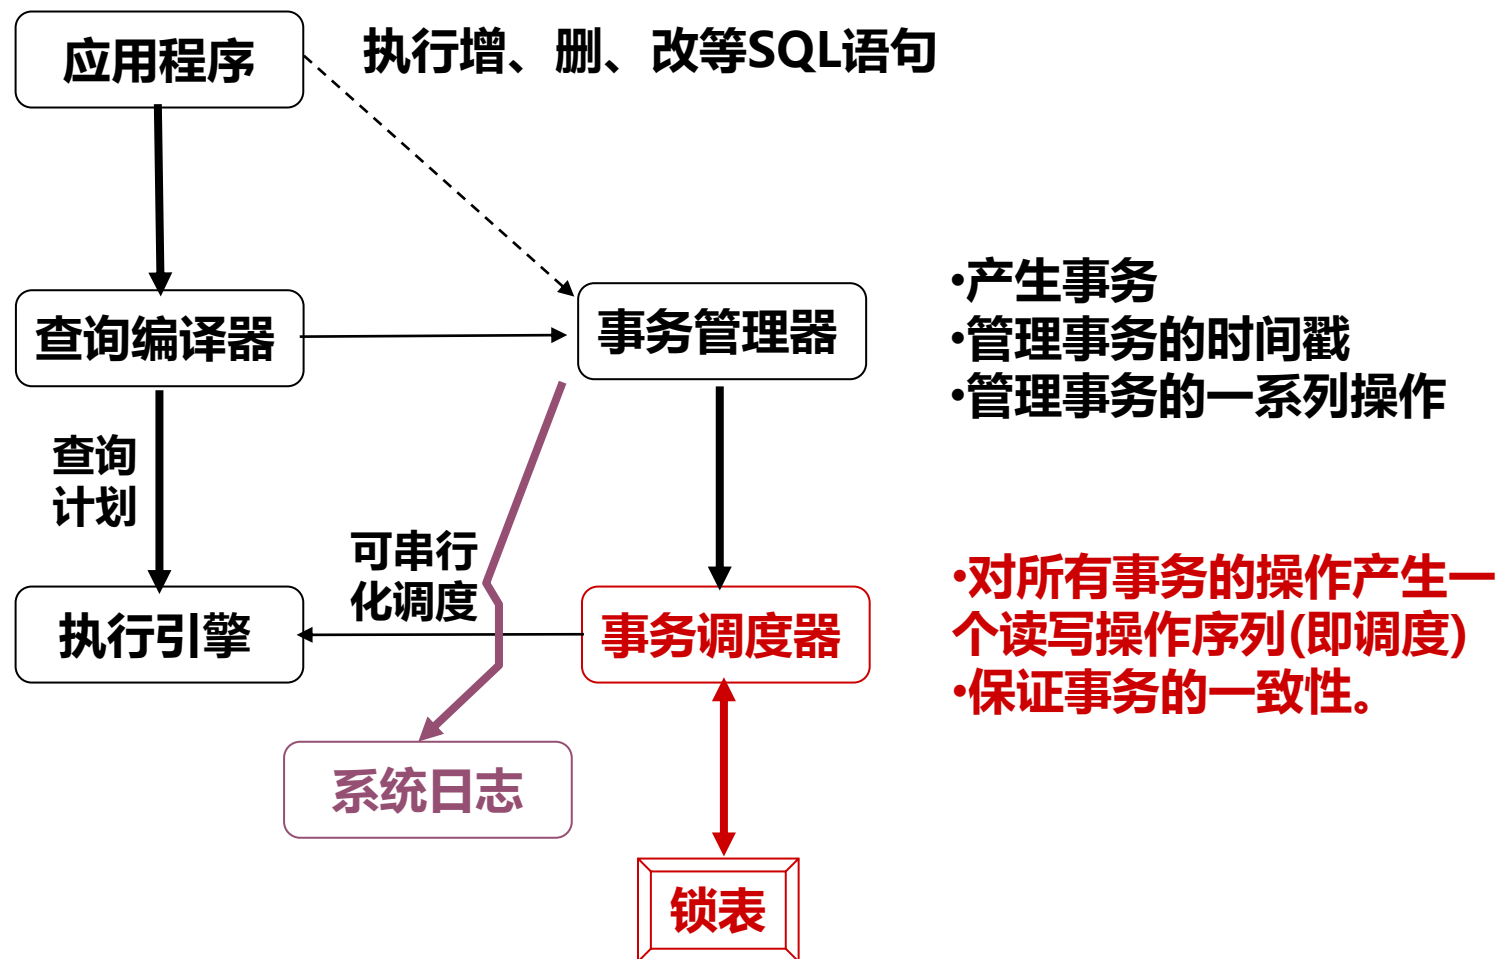 应用程序
执行增、删、改等SQL语句
查询编译器
事务管理器
•产生事务
•管理事务的时间戳
•管理事务的一系列操作
查询
计划
可串行
化调度
执行引擎
事务调度器
•对所有事务的操作产生一
个读写操作序列(即调度)
•保证事务的一致性。
系统日志
锁表